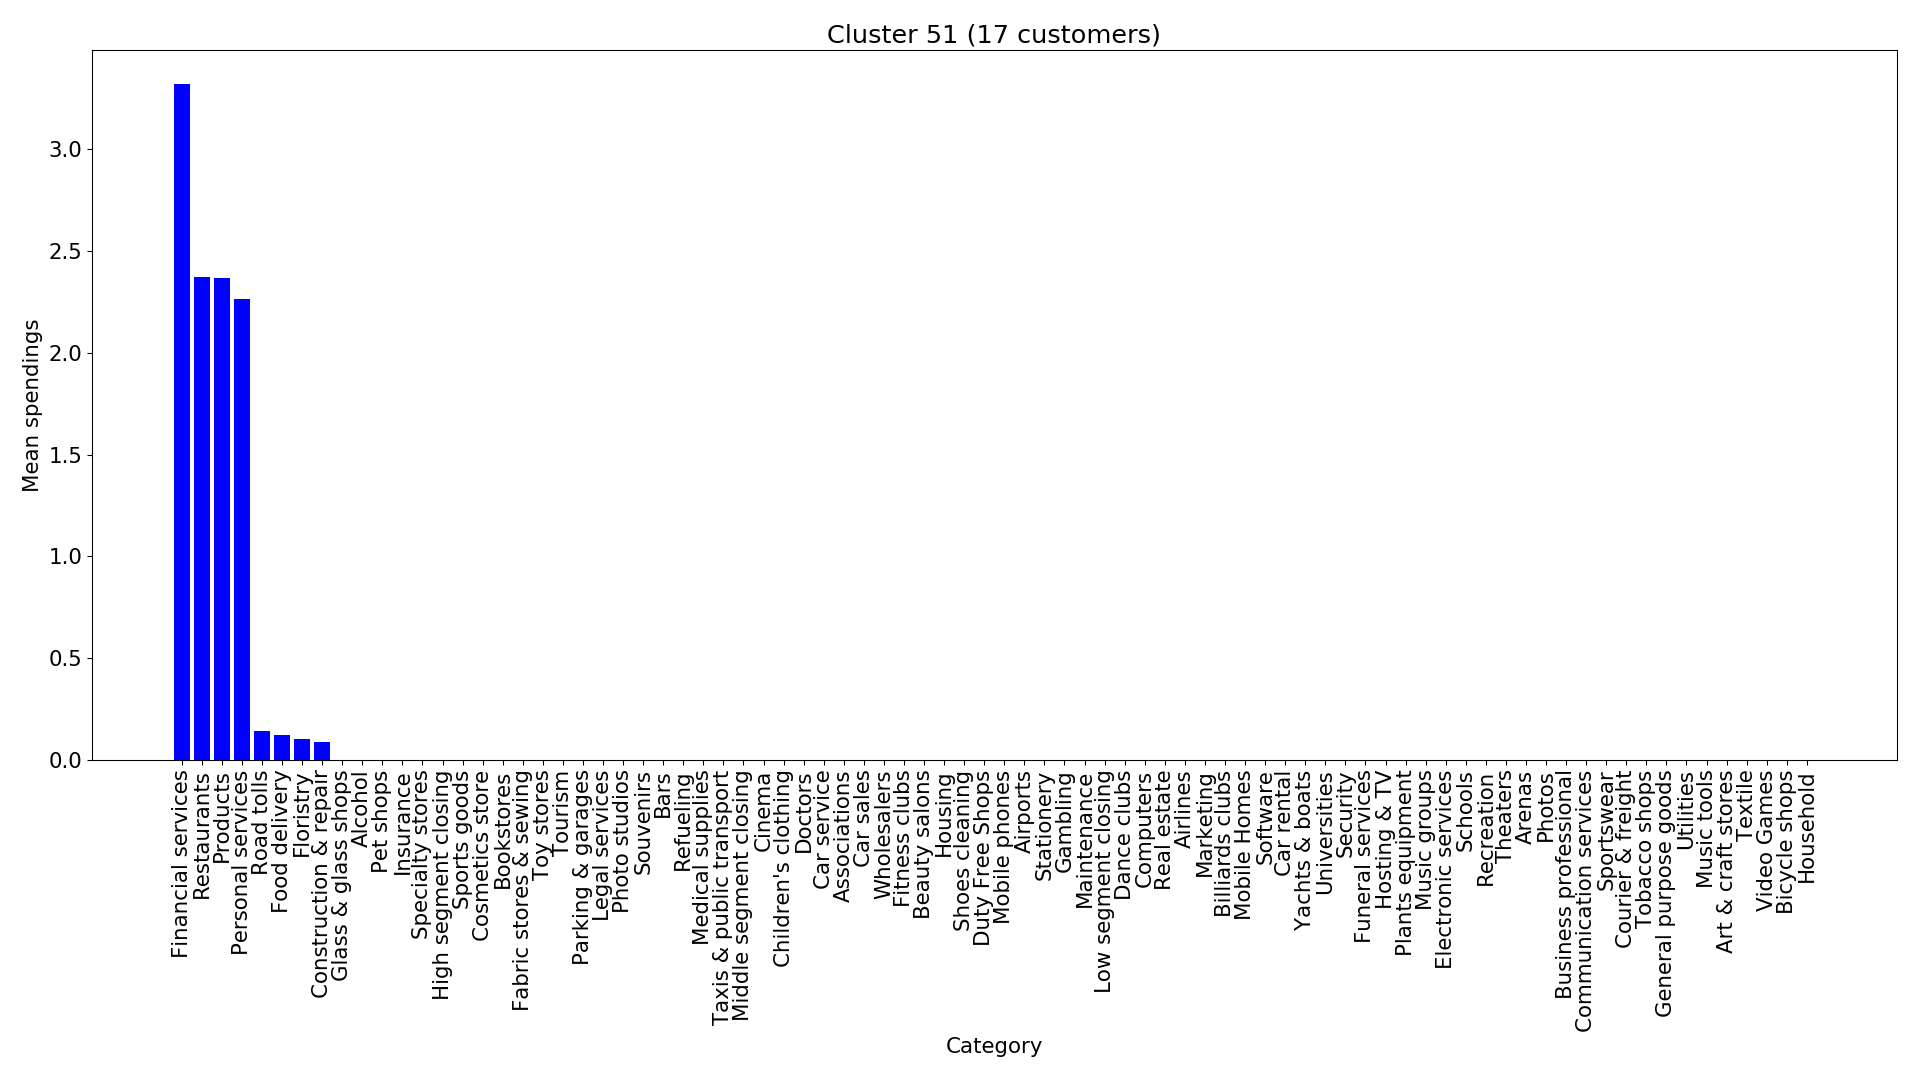 Cluster 51 (17 customers)
3.0
2.5
2.0
1.5
1.0
0.5
0.0
Mean spendings
Financial services
Restaurants
Products
Personal services
Road tolls
Food delivery
Floristry
Construction & repair
Glass & glass shops
Alcohol
Pet shops
Insurance
Specialty stores
High segment closing
Sports goods
Cosmetics store
Bookstores
Fabric stores & sewing
Toy stores
Tourism
Parking & garages
Legal services
Photo studios
Souvenirs
Bars
Refuelling
Medical supplies
Taxis & public transport
Middle segment closing
Cinema
Children's clothing
Doctors
Car service
Associations
Car sales
Wholesalers
Fitness clubs
Beauty salons
Housing
Shoes cleaning
Duty Free Shops
Mobile phones
Airports
Stationery
Gambling
Maintenance
Low segment closing
Dance clubs
Computers
Real estate
Airlines
Marketing
Billiards clubs
Mobile Homes
Software
Car rental
Yachts & boats
Universities
Security
Funeral services
Hosting & TV
Plants equipment
Music groups
Electronic services
Schools
Recreation
Theaters
Arenas
Photos
Business professional
Communication services
Sportswear
Courier & freight
Tobacco shops
General purpose goods
Utilities
Music tools
Art & craft stores
Textile
Video Games
Bicycle shops
Household
Category